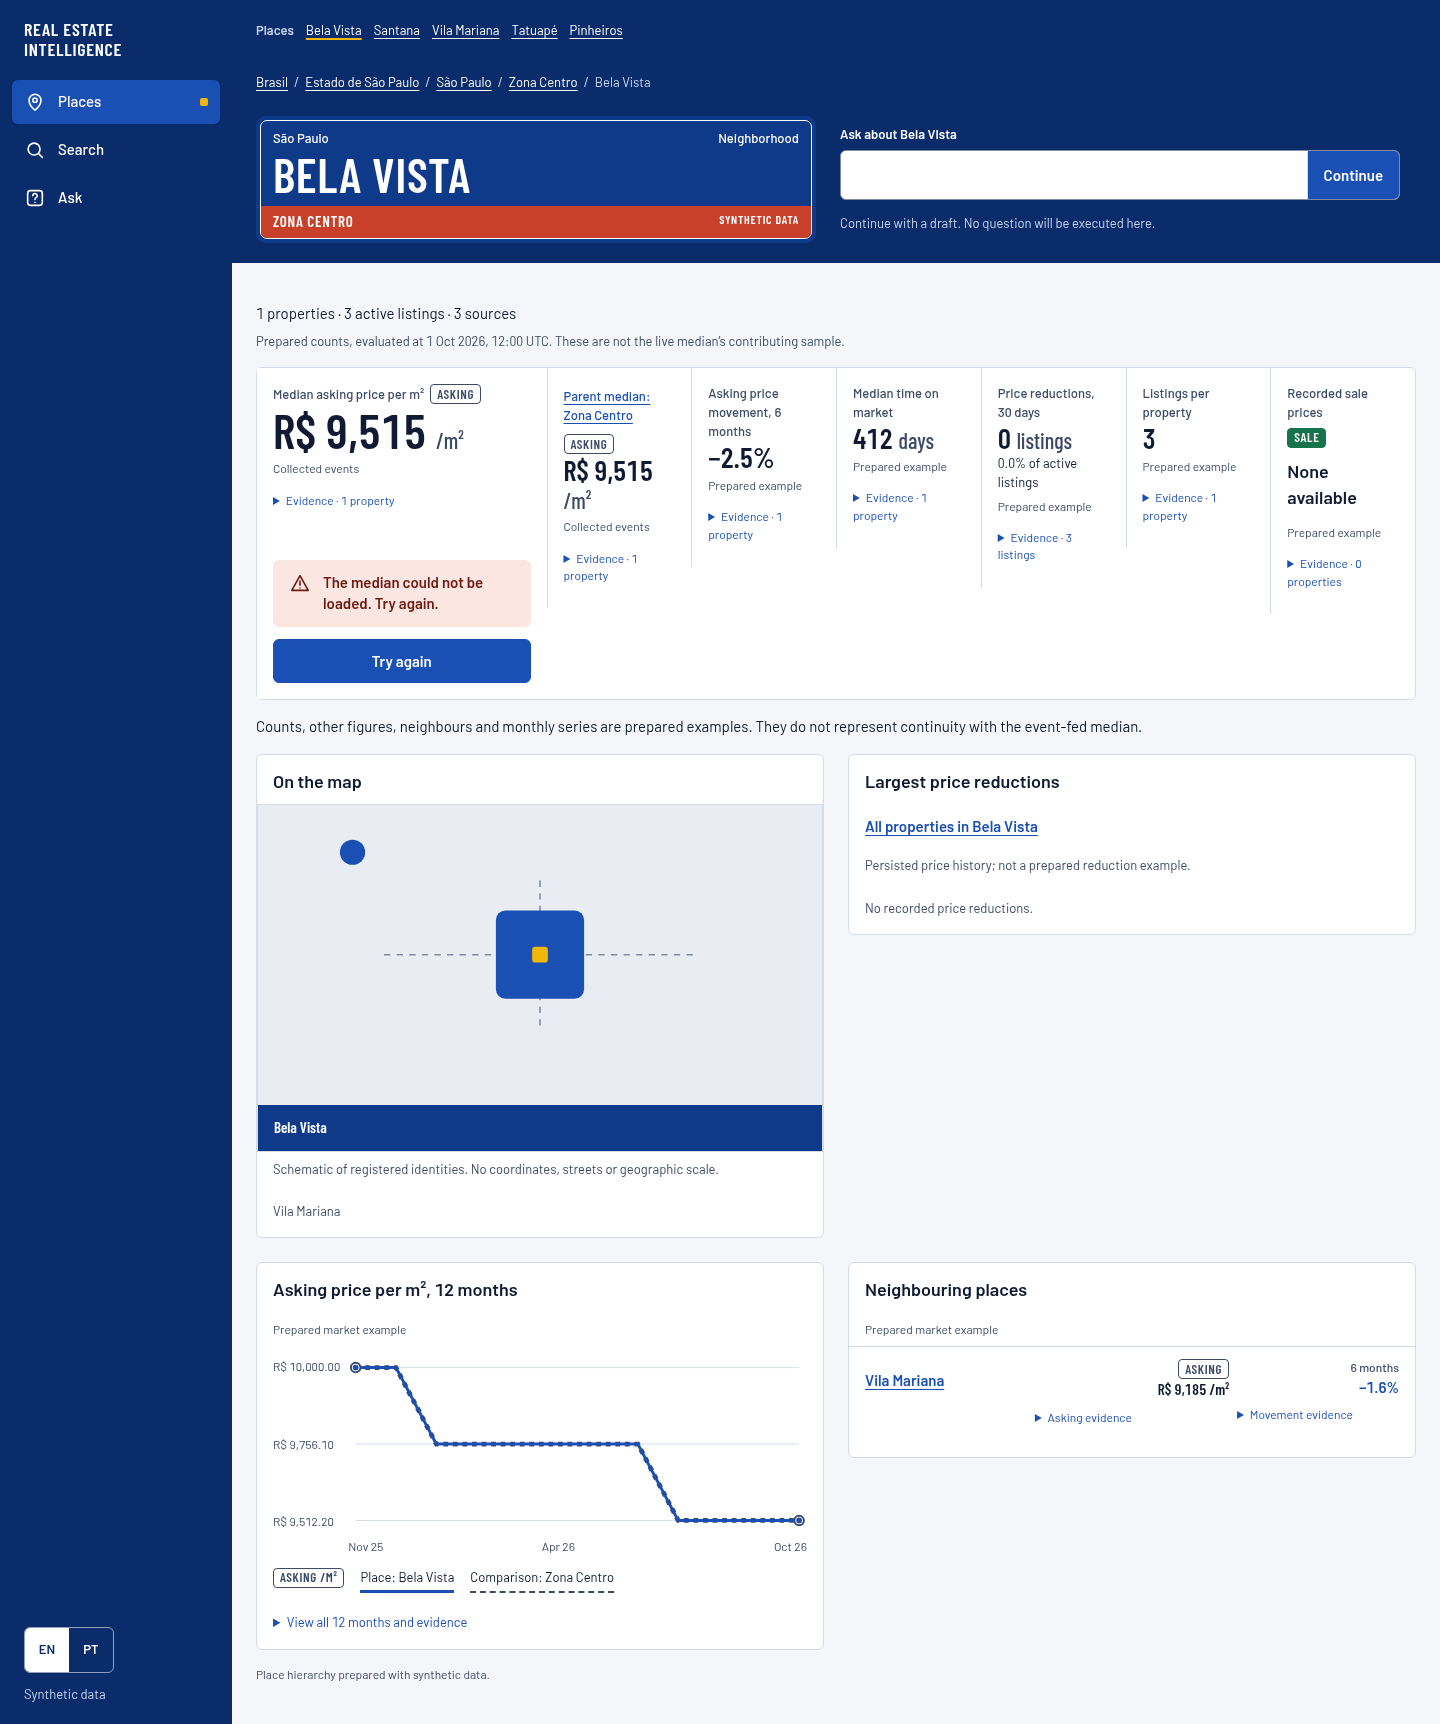 REAL ESTATE
INTELLIGENCE
Places
Search
Ask
EN
PT
Synthetic data
Places Bela Vista Santana Vila Mariana Tatuapé Pinheiros
Brasil / Estado de São Paulo / São Paulo / Zona Centro / Bela Vista
São Paulo
Neighborhood
BELA VISTA
ZONA CENTRO
SYNTHETIC DATA
Ask about Bela Vista
Continue
Continue with a draft. No question will be executed here.
1 properties · 3 active listings · 3 sources
Prepared counts, evaluated at 1 Oct 2026, 12:00 UTC. These are not the live median's contributing sample.
Median asking price per m² ASKING
R$ 9,515 /m²
Collected events
Evidence · 1 property
The median could not be
loaded. Try again.
Try again
Parent median:
Zona Centro
ASKING
R$ 9,515
/m²
Collected events
Evidence · 1
property
Asking price
movement, 6
months
−2.5%
Prepared example
Evidence · 1
property
Median time on
market
412 days
Prepared example
Evidence · 1
property
Price reductions,
30 days
0 listings
0.0% of active
listings
Prepared example
Evidence · 3
listings
Listings per
property
3
Prepared example
Evidence · 1
property
Recorded sale
prices
SALE
None
available
Prepared example
Evidence · 0
properties
Counts, other figures, neighbours and monthly series are prepared examples. They do not represent continuity with the event-fed median.
On the map
Bela Vista
Schematic of registered identities. No coordinates, streets or geographic scale.
Vila Mariana
Largest price reductions
All properties in Bela Vista
Persisted price history; not a prepared reduction example.
No recorded price reductions.
Asking price per m², 12 months
Prepared market example
R$ 10,000.00
R$ 9,756.10
R$ 9,512.20
Nov 25
Apr 26
Oct 26
ASKING /M²
Place: Bela Vista
Comparison: Zona Centro
View all 12 months and evidence
Neighbouring places
Prepared market example
Vila Mariana
ASKING
R$ 9,185 /m²
Asking evidence
6 months
−1.6%
Movement evidence
Place hierarchy prepared with synthetic data.